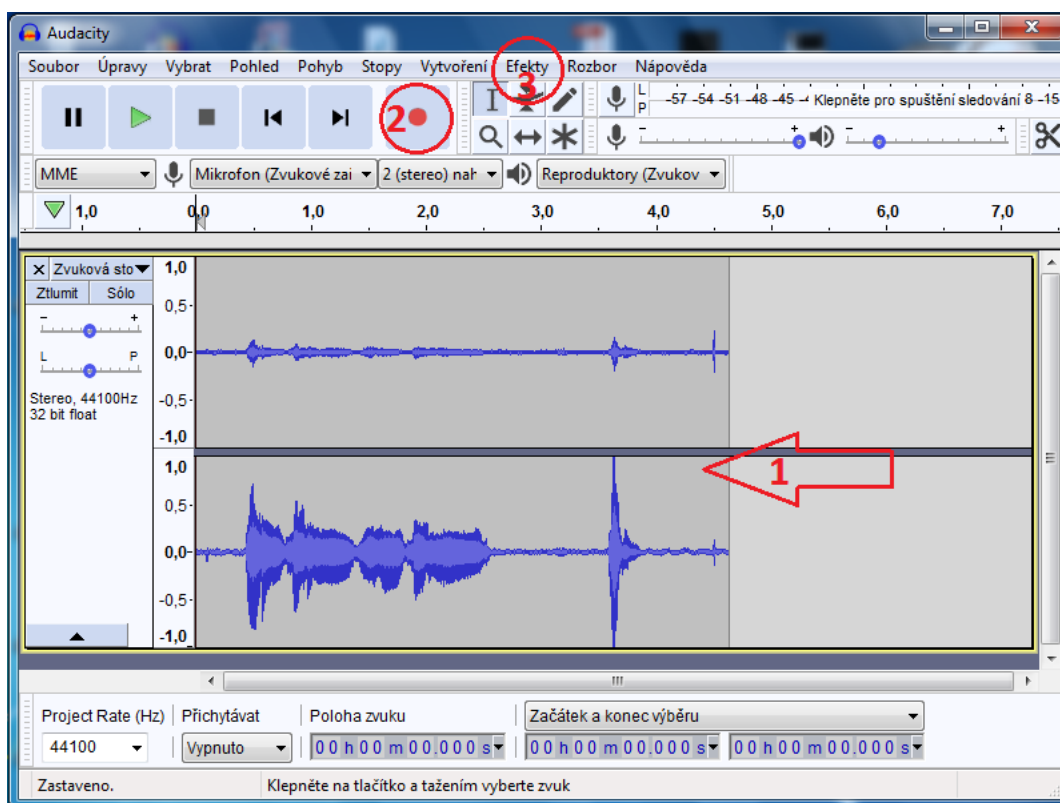 Audacity
Soubor Úpravy Vybrat Pohled Pohyb Stopy Vytvoření Efekty Rozbor Nápověda
3
2
L
P
-57 -54 -51 -48 -45 -4 Klepněte pro spuštění sledování 8 -15
- + - +
MME Mikrofon (Zvukové zai 2 (stereo) nah Reproduktory (Zvukov
1,0 0,0 1,0 2,0 3,0 4,0 5,0 6,0 7,0
Zvuková sto
Ztlumit Sólo
- +
L P
Stereo, 44100Hz
32 bit float
1,0
0,5
0,0
-0,5
-1,0
1,0
0,5
0,0
-0,5
-1,0
1
Project Rate (Hz) Přichytávat Poloha zvuku Začátek a konec výběru
44100 Vypnuto 00 h 00 m 00.000 s 00 h 00 m 00.000 s 00 h 00 m 00.000 s
Zastaveno. Klepněte na tlačítko a tažením vyberte zvuk